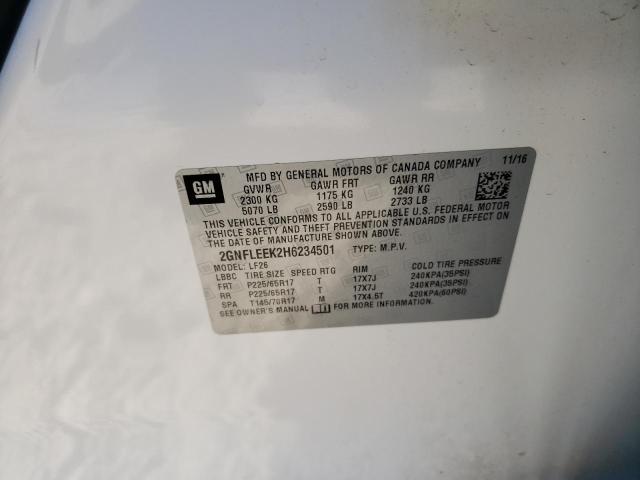 GM
MFD BY GENERAL MOTORS OF CANADA COMPANY 11/16
GVWR GAWR FRT GAWR RR
2300 KG 1175 KG 1240 KG
5070 LB 2590 LB 2733 LB
THIS VEHICLE CONFORMS TO ALL APPLICABLE U.S. FEDERAL MOTOR
VEHICLE SAFETY AND THEFT PREVENTION STANDARDS IN EFFECT ON
THE DATE OF MANUFACTURE SHOWN ABOVE.
2GNFLEEK2H6234501 TYPE: M.P.V.
MODEL: LF26
LBBC TIRE SIZE SPEED RTG RIM COLD TIRE PRESSURE
FRT P225/65R17 T 17X7J 240KPA(35PSI)
RR P225/65R17 T 17X7J 240KPA(35PSI)
SPA T145/70R17 M 17X4.5T 420KPA(60PSI)
SEE OWNER'S MANUAL FOR MORE INFORMATION.